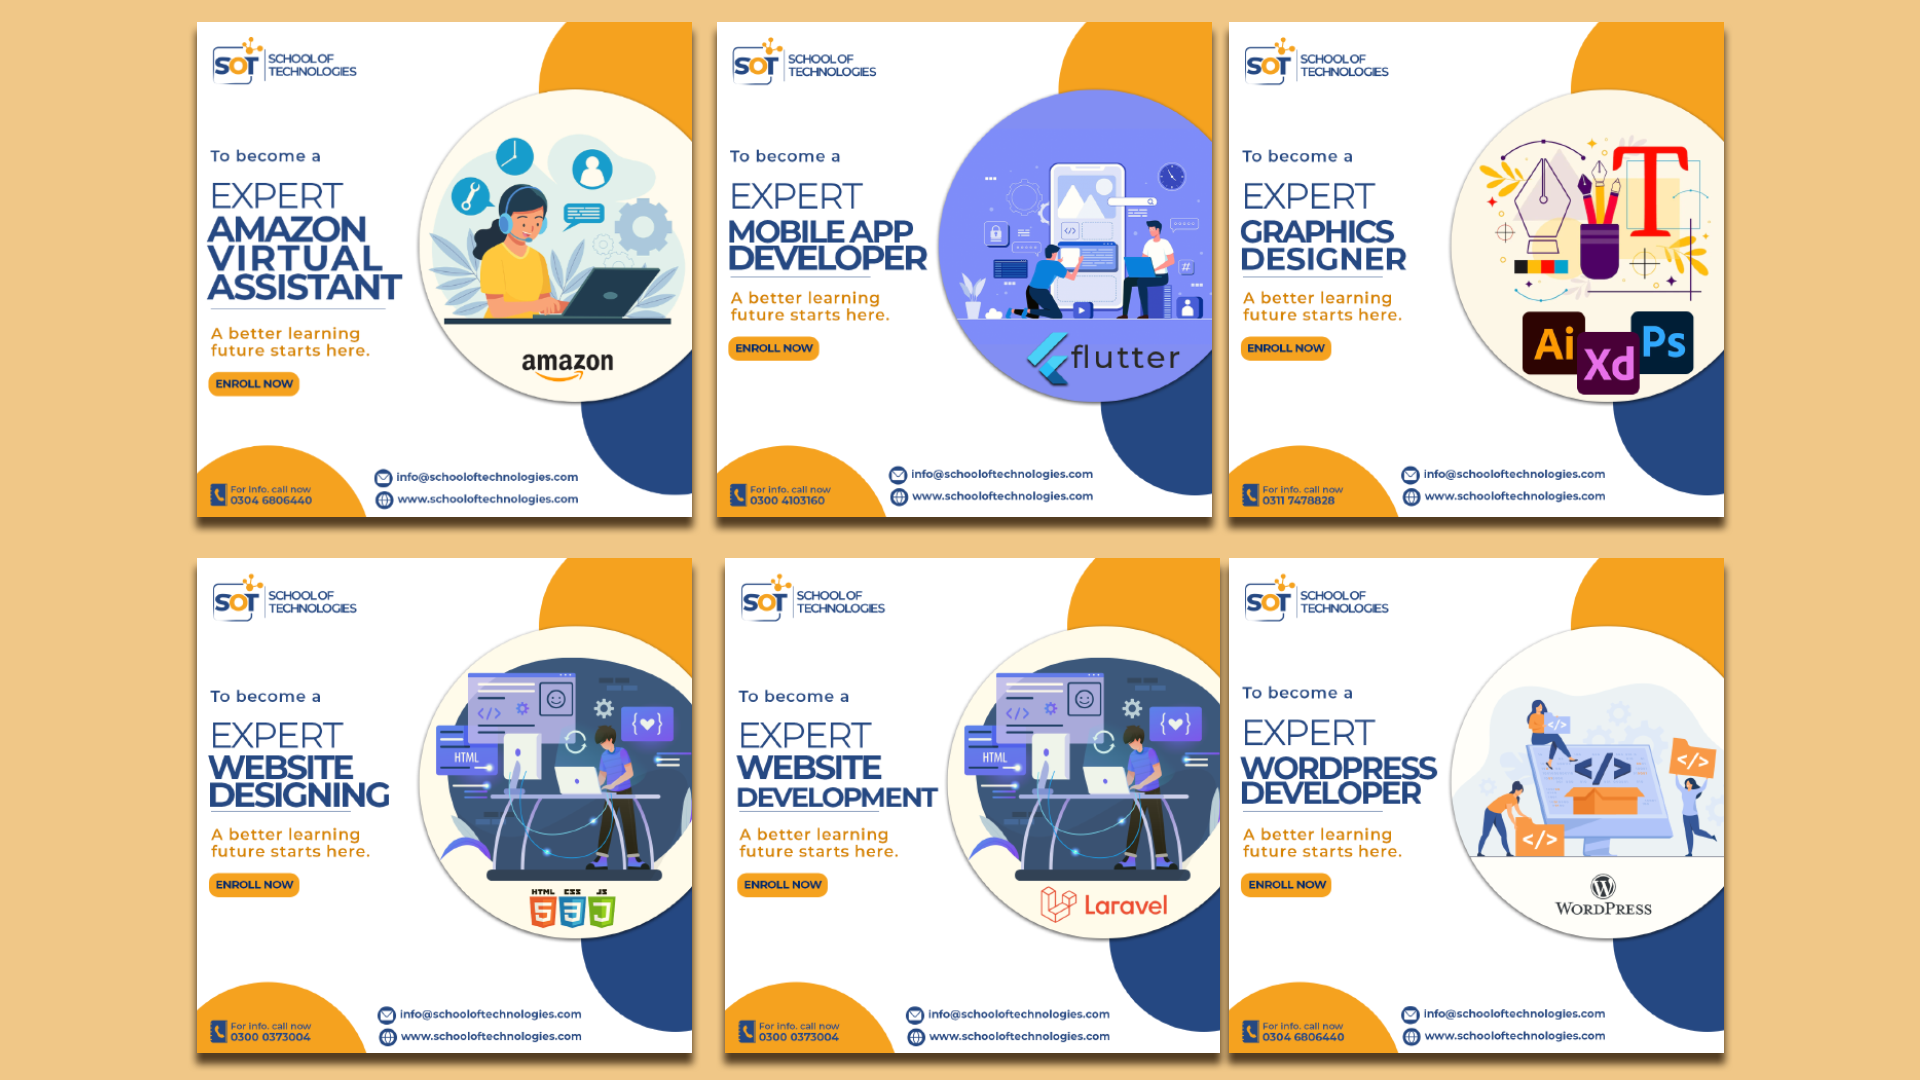 SOT SCHOOL OF
TECHNOLOGIES
To become a
EXPERT
AMAZON
VIRTUAL
ASSISTANT
A better learning
future starts here.
ENROLL NOW
amazon
For info. call now
0304 6806440
info@schooloftechnologies.com
www.schooloftechnologies.com
SOT SCHOOL OF
TECHNOLOGIES
To become a
EXPERT
MOBILE APP
DEVELOPER
A better learning
future starts here.
ENROLL NOW
</>
#
flutter
For info. call now
0300 4103160
info@schooloftechnologies.com
www.schooloftechnologies.com
SOT SCHOOL OF
TECHNOLOGIES
To become a
EXPERT
GRAPHICS
DESIGNER
A better learning
future starts here.
ENROLL NOW
T
Ai
Xd
Ps
For info. call now
0311 7478828
info@schooloftechnologies.com
www.schooloftechnologies.com
SOT SCHOOL OF
TECHNOLOGIES
To become a
EXPERT
WEBSITE
DESIGNING
A better learning
future starts here.
ENROLL NOW
</>
{♥}
HTML
HTML CSS JS
5 3
For info. call now
0300 0373004
info@schooloftechnologies.com
www.schooloftechnologies.com
SOT SCHOOL OF
TECHNOLOGIES
To become a
EXPERT
WEBSITE
DEVELOPMENT
A better learning
future starts here.
ENROLL NOW
</>
{♥}
HTML
Laravel
For info. call now
0300 0373004
info@schooloftechnologies.com
www.schooloftechnologies.com
SOT SCHOOL OF
TECHNOLOGIES
To become a
EXPERT
WORDPRESS
DEVELOPER
A better learning
future starts here.
ENROLL NOW
</>
</>
</>
</>
W
WORDPRESS
For info. call now
0304 6806440
info@schooloftechnologies.com
www.schooloftechnologies.com